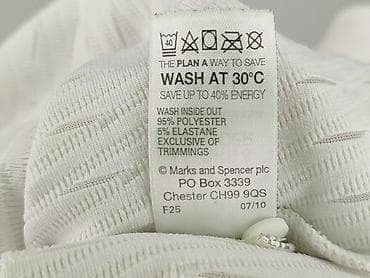 40
THE PLAN A WAY TO SAVE
WASH AT 30°C
SAVE UP TO 40% ENERGY
WASH INSIDE OUT
95% POLYESTER
5% ELASTANE
EXCLUSIVE OF
TRIMMINGS
© Marks and Spencer plc
PO Box 3339
Chester CH99 9QS
F25 07/10